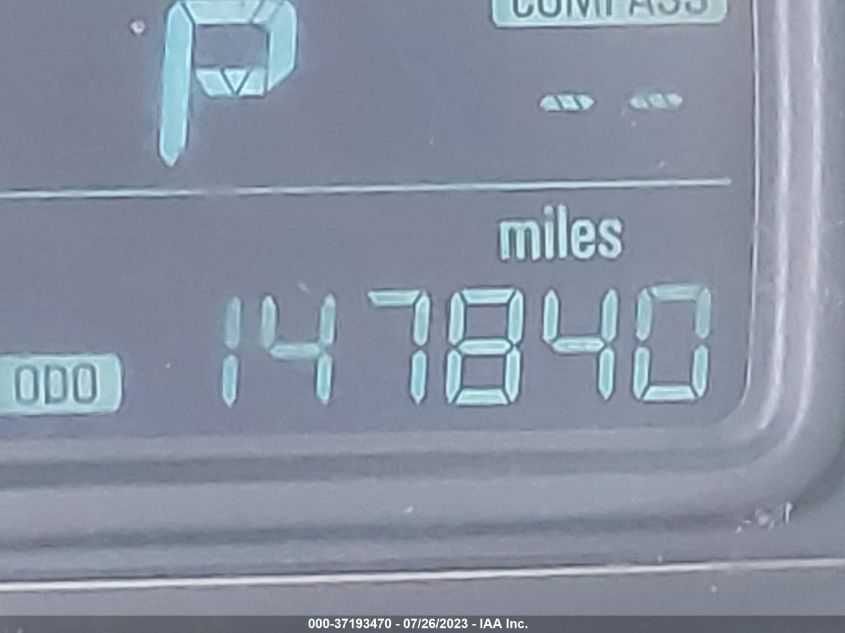 P
COMPASS
-- --
miles
ODO 147840
000-37193470 - 07/26/2023 - IAA Inc.